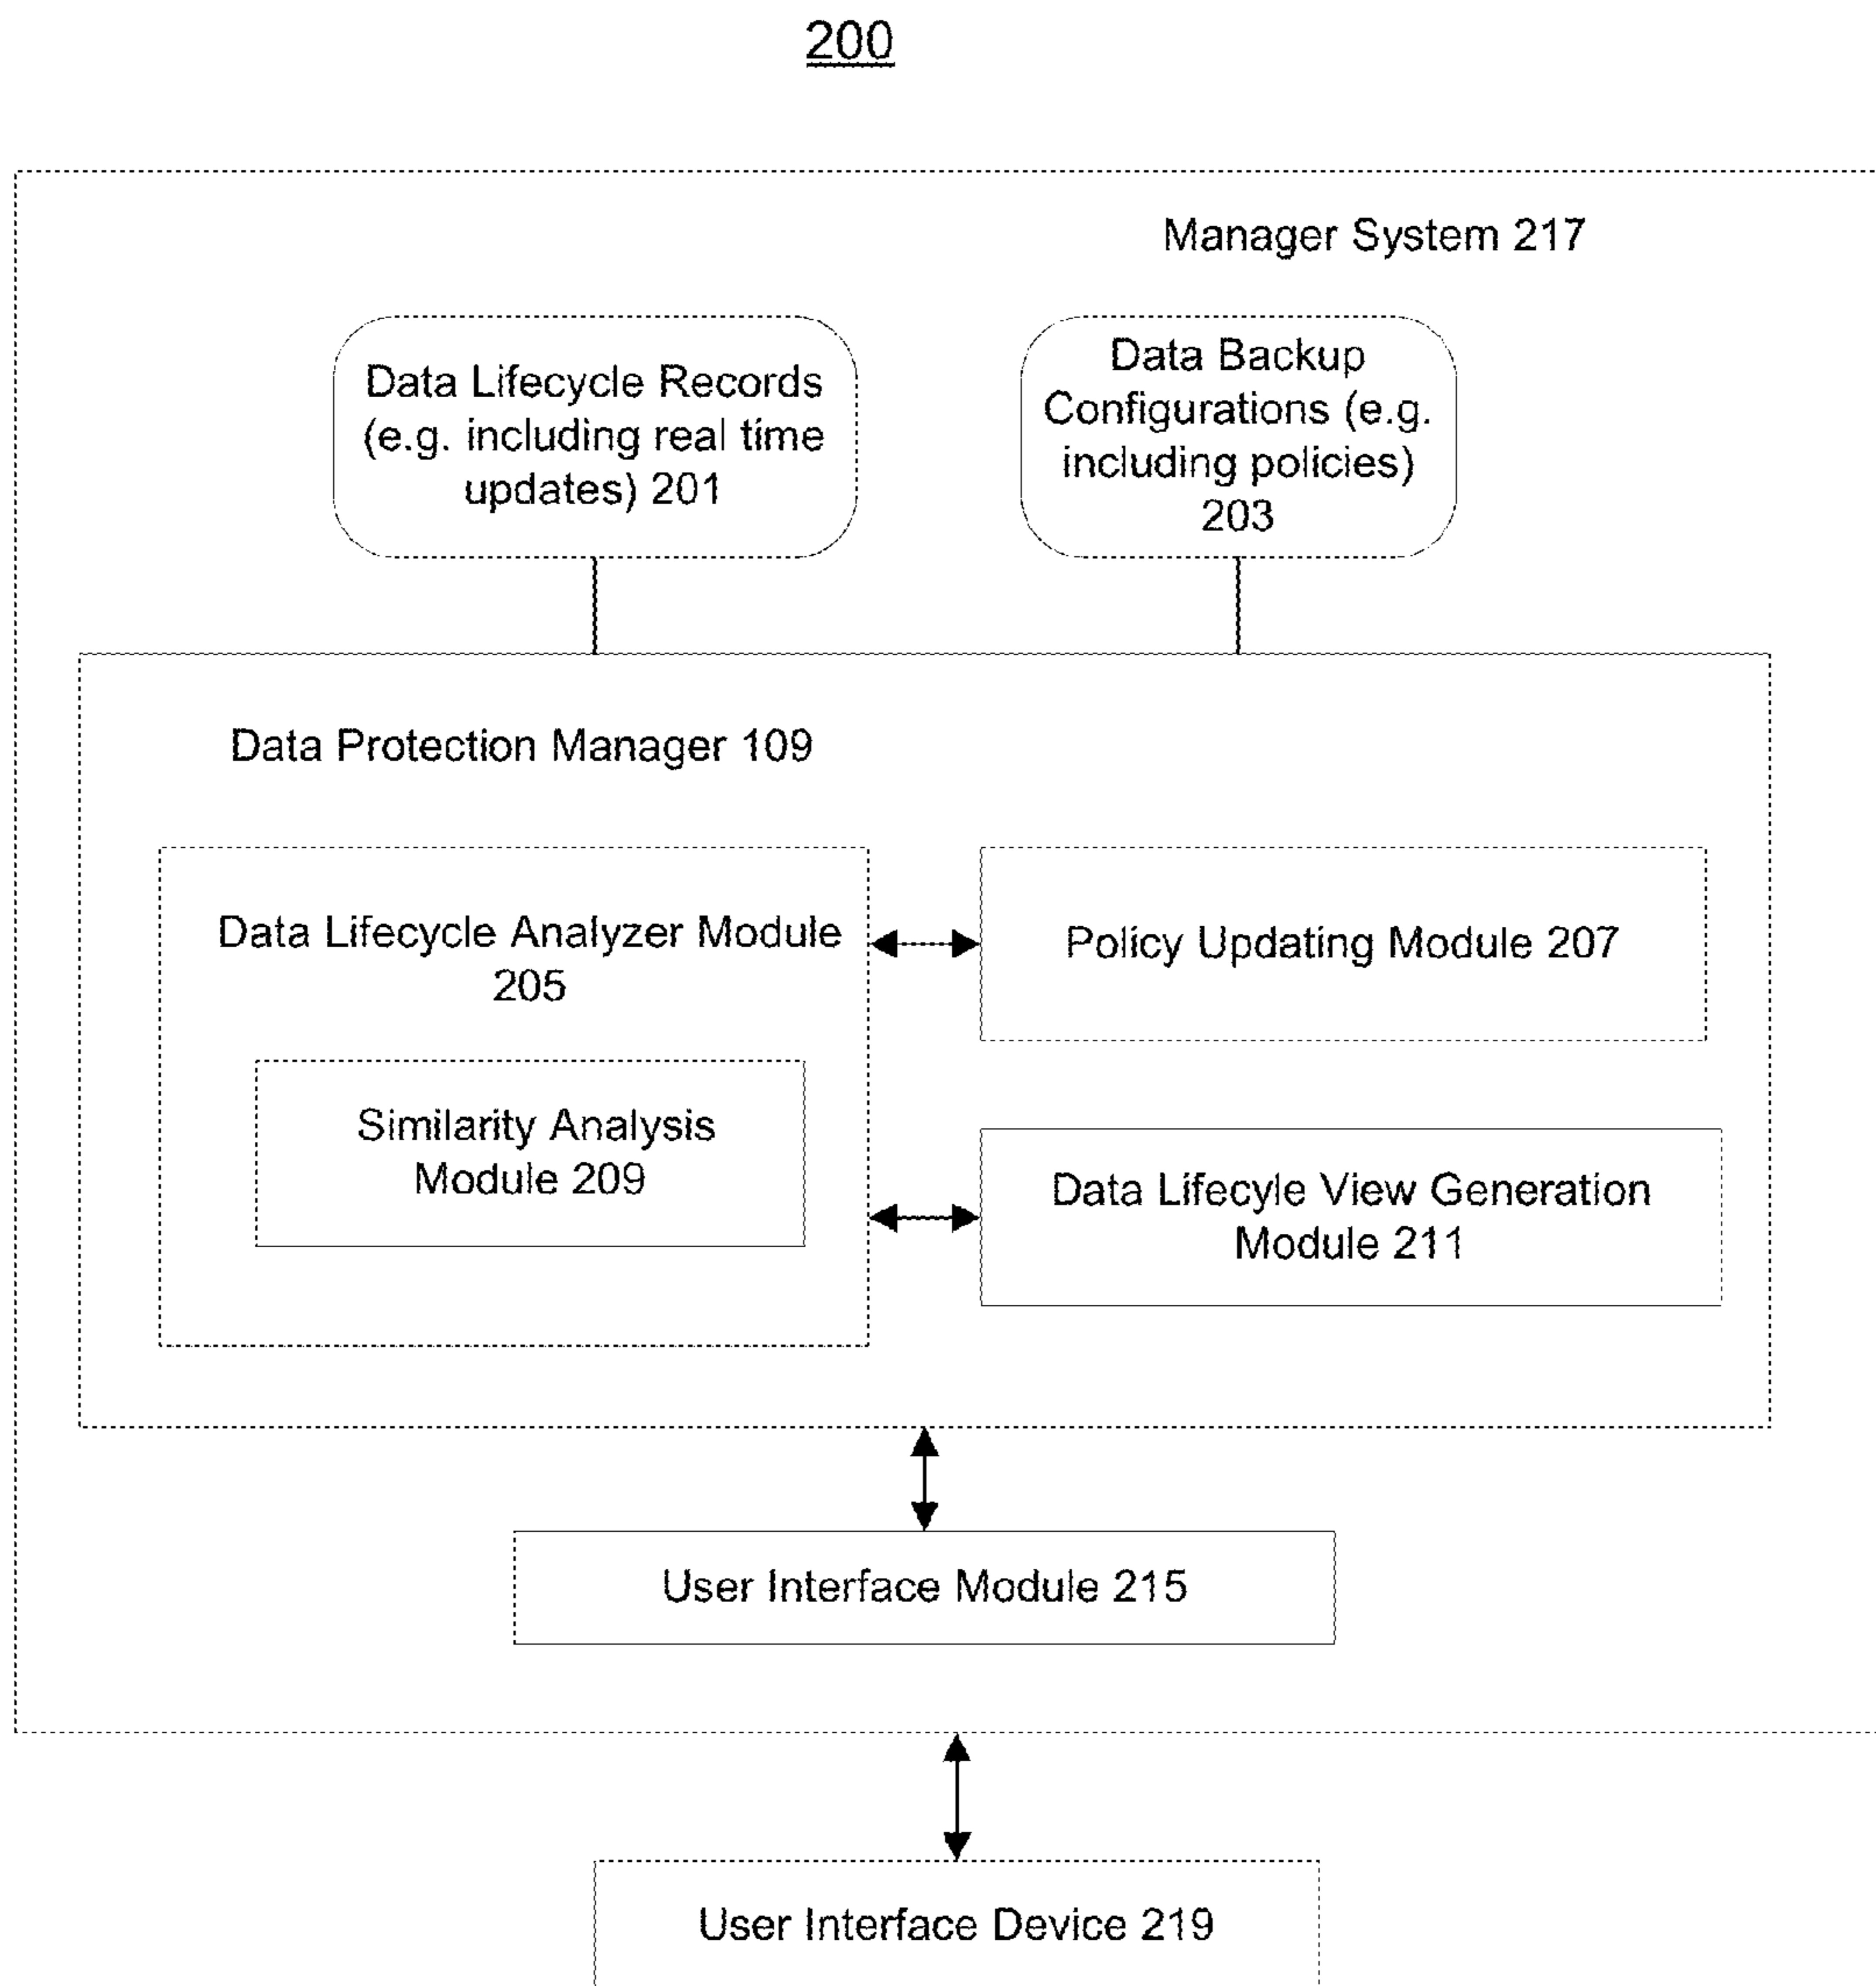 200
Manager System 217
Data Lifecycle Records
(e.g. including real time
updates) 201
Data Backup
Configurations (e.g.
including policies)
203
Data Protection Manager 109
Data Lifecycle Analyzer Module
205
Policy Updating Module 207
Similarity Analysis
Module 209
Data Lifecyle View Generation
Module 211
User Interface Module 215
User Interface Device 219